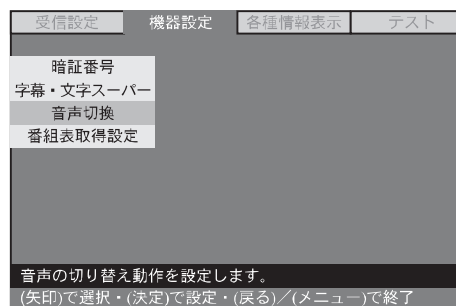 受信設定 機器設定 各種情報表示 テスト
暗証番号
字幕・文字スーパー
音声切換
番組表取得設定
音声の切り替え動作を設定します。
(矢印)で選択・(決定)で設定・(戻る)／(メニュー)で終了